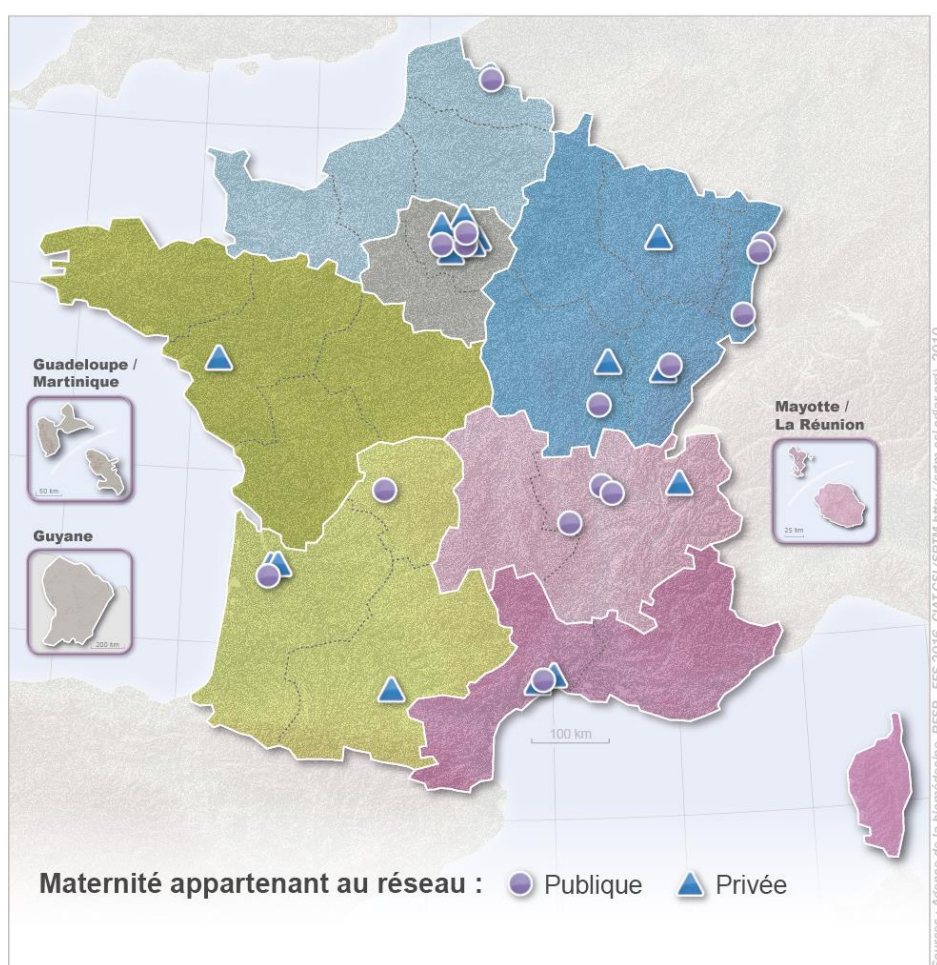 Guadeloupe /
Martinique
50 km
Guyane
200 km
Mayotte /
La Réunion
25 km
100 km
Maternité appartenant au réseau :
Publique
Privée